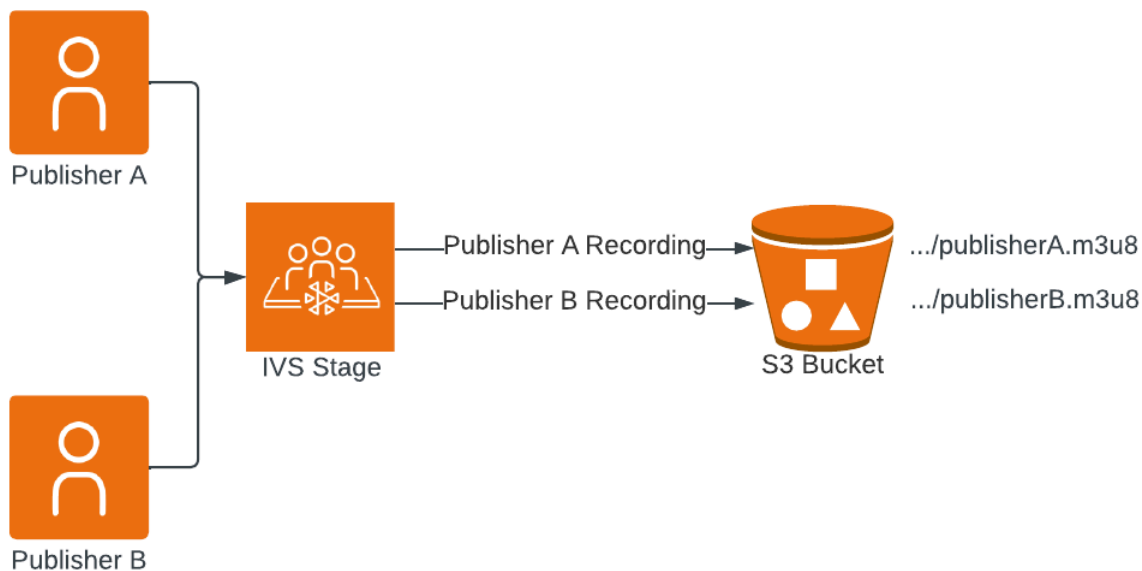 Publisher A
Publisher A Recording
.../publisherA.m3u8
Publisher B Recording
.../publisherB.m3u8
IVS Stage
S3 Bucket
Publisher B